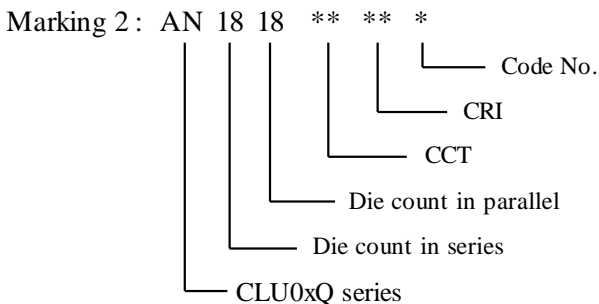 Marking 2 : AN 18 18 ** ** *
Code No.
CRI
CCT
Die count in parallel
Die count in series
CLU0xQ series